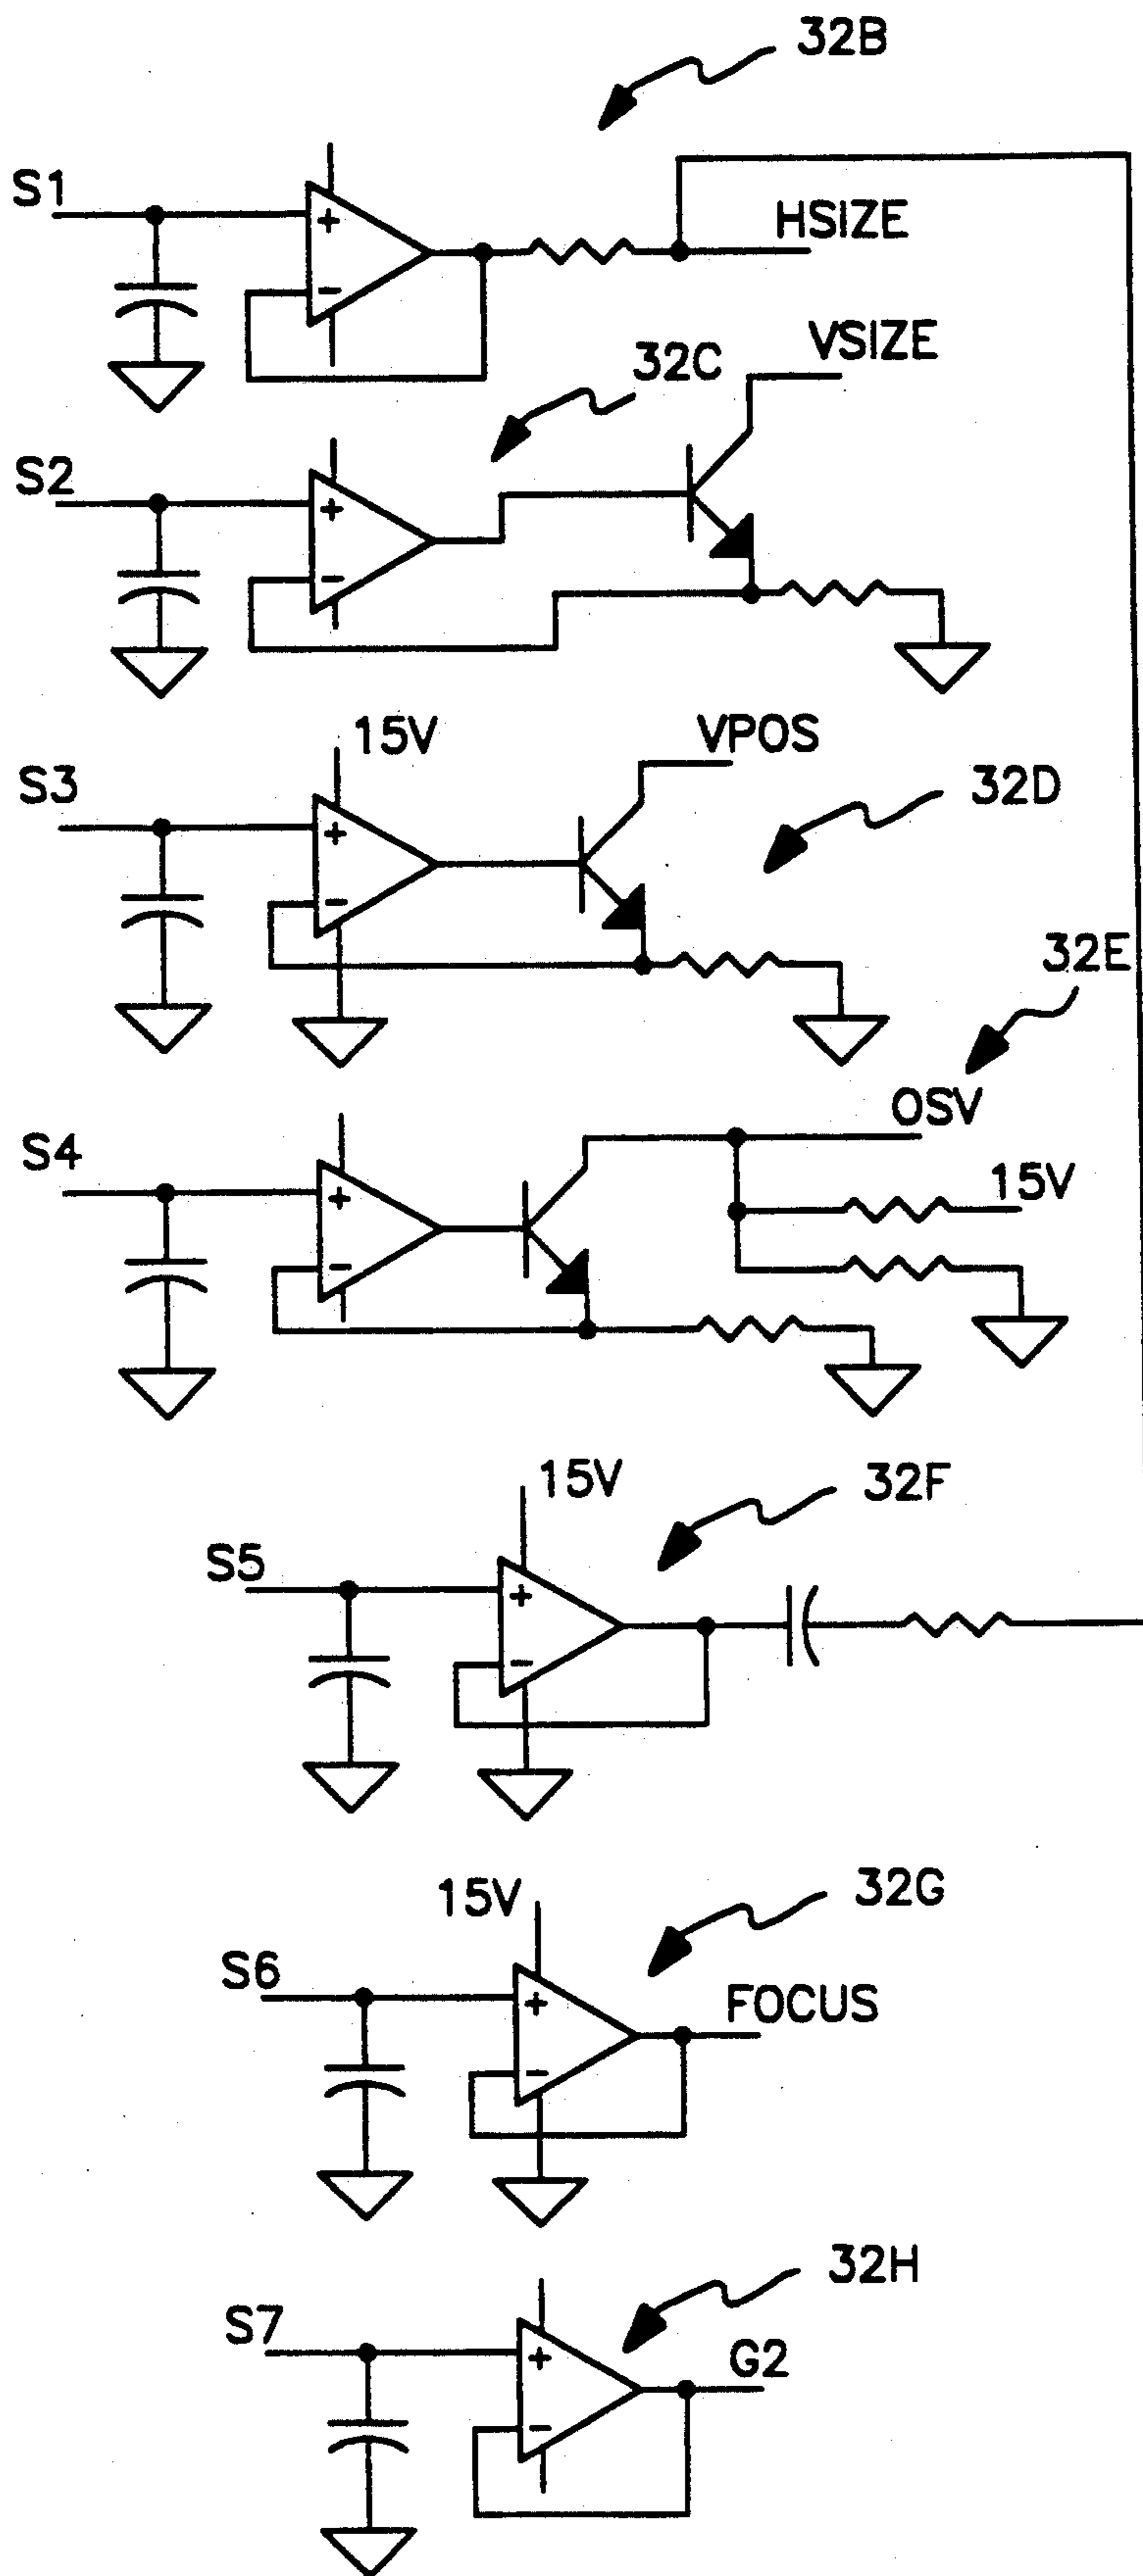 32B
S1
HSIZE
VSIZE
32C
S2
15V
VPOS
S3
32D
32E
OSV
S4
15V
15V
32F
S5
15V
32G
S6
FOCUS
32H
S7
G2